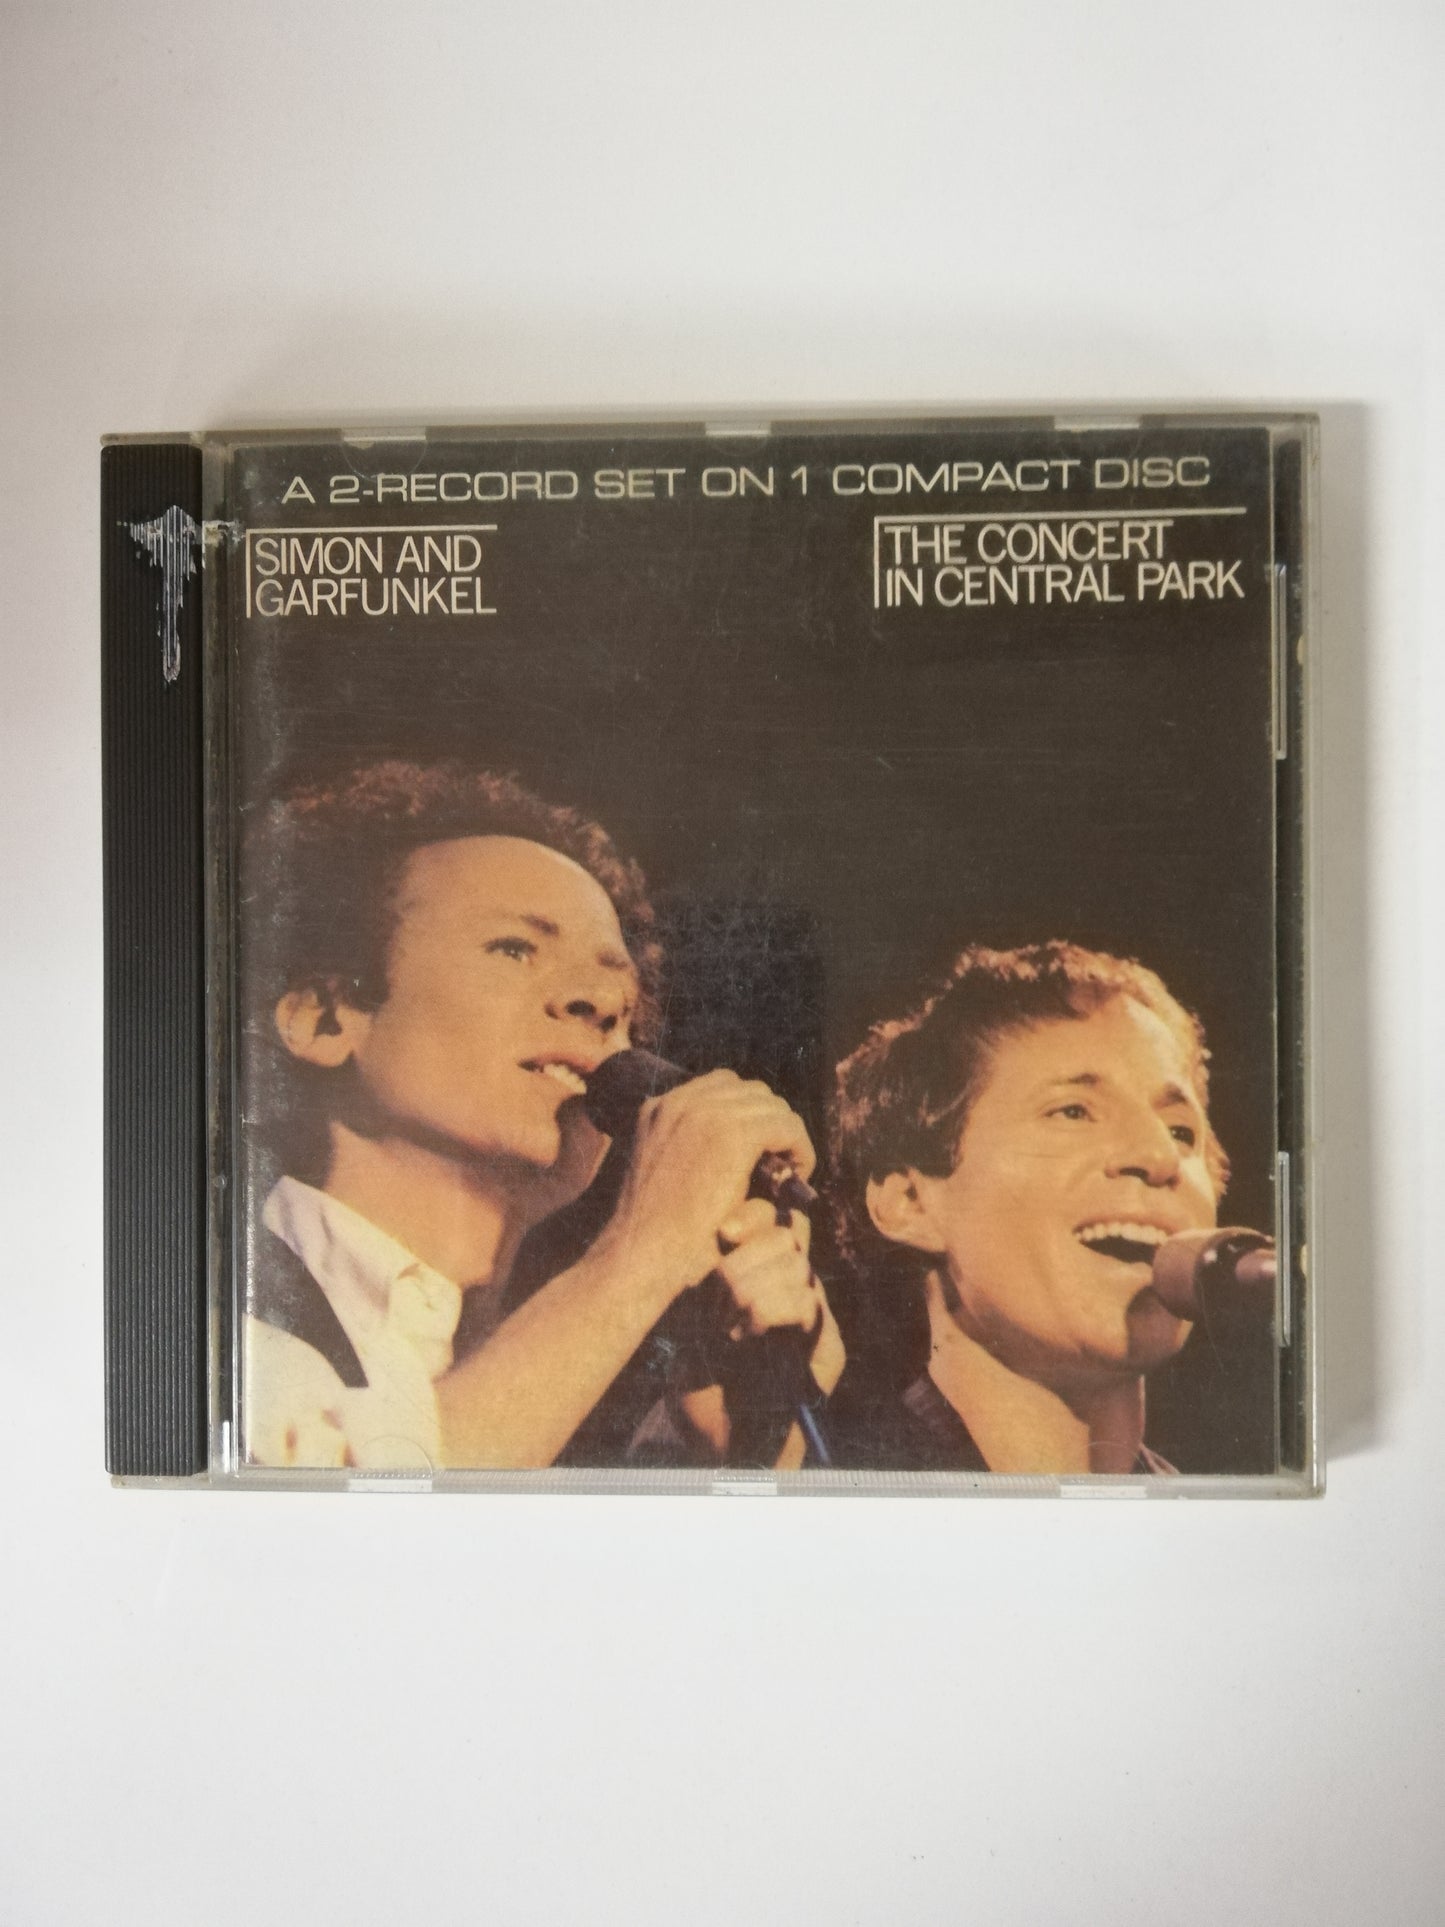 A 2-RECORD SET ON 1 COMPACT DISC
SIMON AND
GARFUNKEL
THE CONCERT
IN CENTRAL PARK